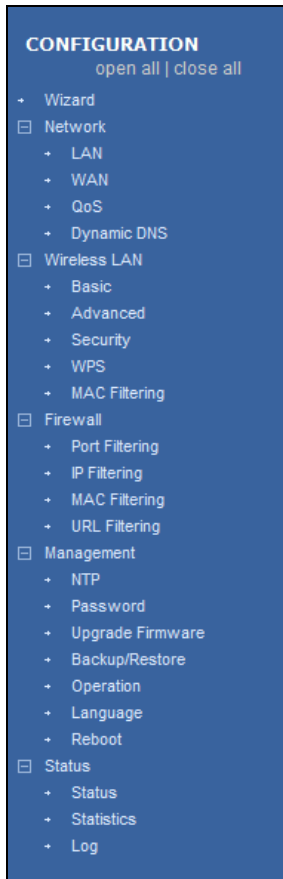 CONFIGURATION
open all | close all
Wizard
Network
LAN
WAN
QoS
Dynamic DNS
Wireless LAN
Basic
Advanced
Security
WPS
MAC Filtering
Firewall
Port Filtering
IP Filtering
MAC Filtering
URL Filtering
Management
NTP
Password
Upgrade Firmware
Backup/Restore
Operation
Language
Reboot
Status
Status
Statistics
Log